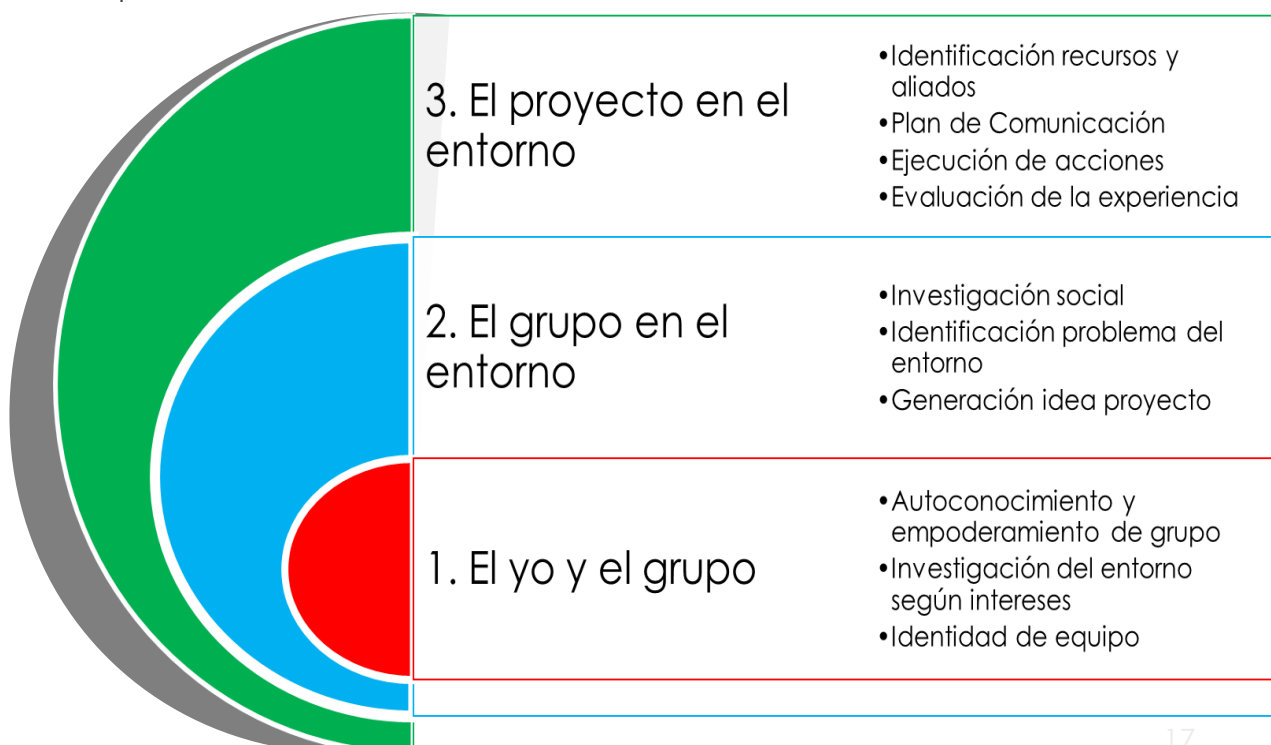 3. El proyecto en el
entorno
•Identificación recursos y
aliados
•Plan de Comunicación
•Ejecución de acciones
•Evaluación de la experiencia
2. El grupo en el
entorno
•Investigación social
•Identificación problema del
entorno
•Generación idea proyecto
1. El yo y el grupo
•Autoconocimiento y
empoderamiento de grupo
•Investigación del entorno
según intereses
•Identidad de equipo
17